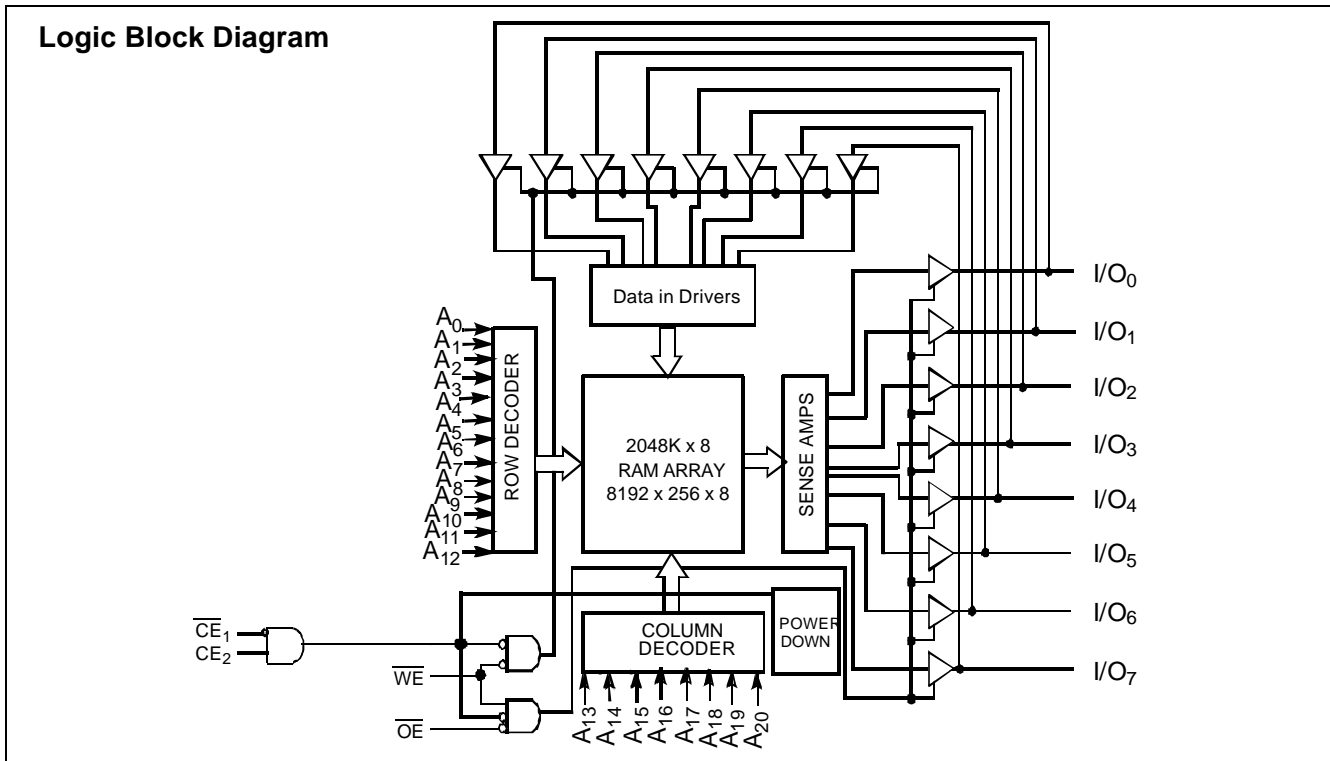 Logic Block Diagram
Data in Drivers
A0
A1
A2
A3
A4
A5
A6
A7
A8
A9
A10
A11
A12
ROW DECODER
2048K x 8
RAM ARRAY
8192 x 256 x 8
SENSE AMPS
I/O0
I/O1
I/O2
I/O3
I/O4
I/O5
I/O6
I/O7
COLUMN
DECODER
POWER
DOWN
A13
A14
A15
A16
A17
A18
A19
A20
CE1
CE2
WE
OE